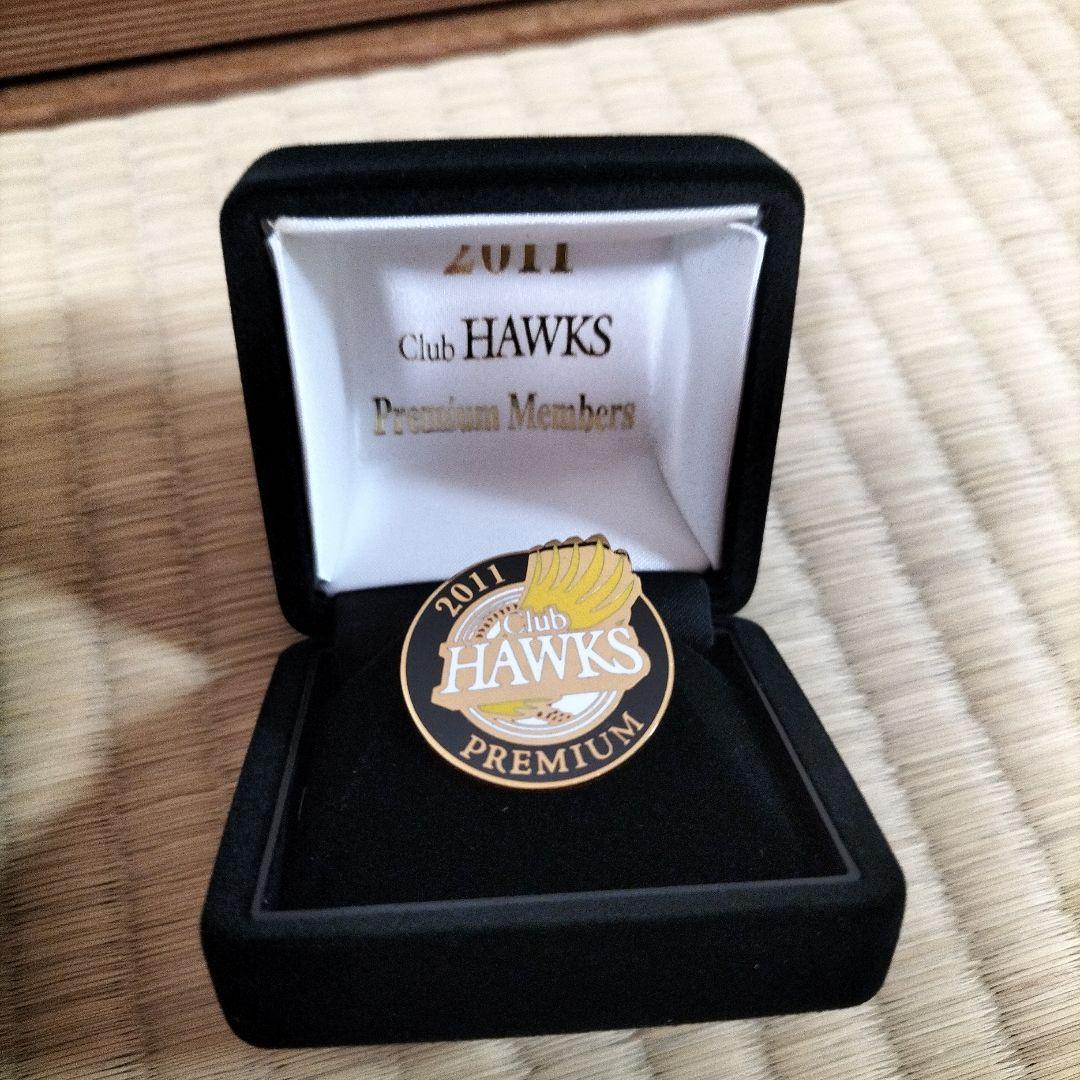 2011
Club HAWKS
Premium Members
2011
Club
HAWKS
PREMIUM